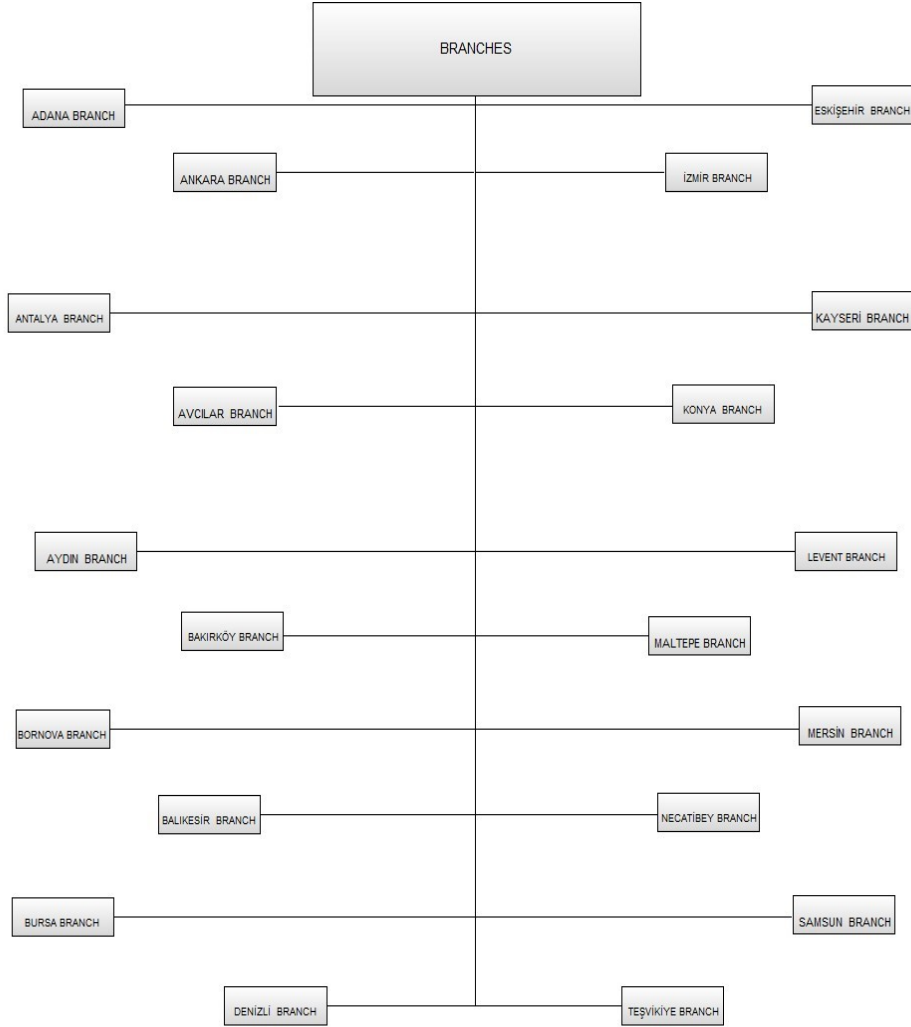 BRANCHES
ADANA BRANCH
ESKİŞEHİR BRANCH
ANKARA BRANCH
İZMİR BRANCH
ANTALYA BRANCH
KAYSERİ BRANCH
AVCILAR BRANCH
KONYA BRANCH
AYDIN BRANCH
LEVENT BRANCH
BAKIRKÖY BRANCH
MALTEPE BRANCH
BORNOVA BRANCH
MERSİN BRANCH
BALIKESİR BRANCH
NECATİBEY BRANCH
BURSA BRANCH
SAMSUN BRANCH
DENİZLİ BRANCH
TEŞVİKİYE BRANCH